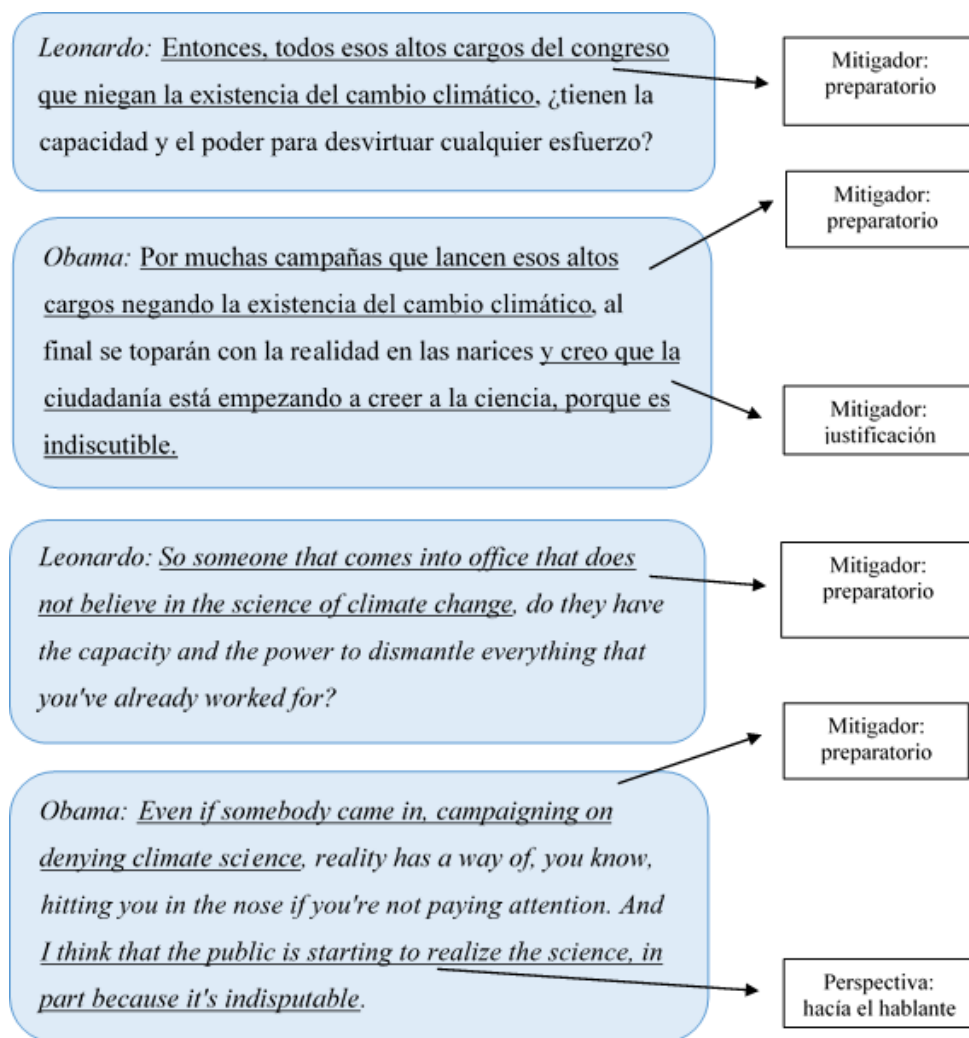 Leonardo: Entonces, todos esos altos cargos del congreso
que niegan la existencia del cambio climático, ¿tienen la
capacidad y el poder para desvirtuar cualquier esfuerzo?
Mitigador:
preparatorio
Mitigador:
preparatorio
Obama: Por muchas campañas que lancen esos altos
cargos negando la existencia del cambio climático, al
final se toparán con la realidad en las narices y creo que la
ciudadanía está empezando a creer a la ciencia, porque es
indiscutible.
Mitigador:
justificación
Leonardo: So someone that comes into office that does
not believe in the science of climate change, do they have
the capacity and the power to dismantle everything that
you've already worked for?
Mitigador:
preparatorio
Mitigador:
preparatorio
Obama: Even if somebody came in, campaigning on
denying climate science, reality has a way of, you know,
hitting you in the nose if you're not paying attention. And
I think that the public is starting to realize the science, in
part because it's indisputable.
Perspectiva:
hacía el hablante